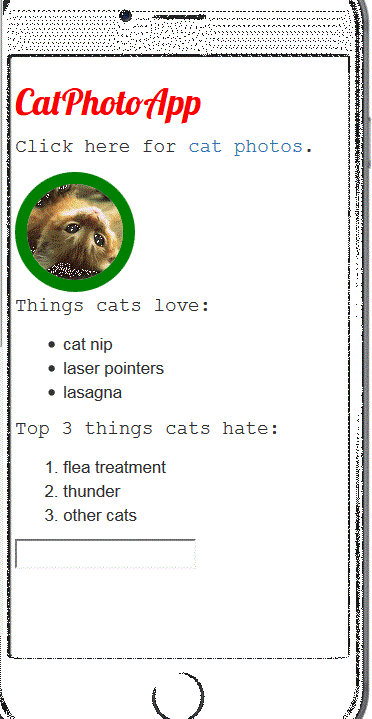 CatPhotoApp
Click here for cat photos.
Things cats love:
cat nip
laser pointers
lasagna
Top 3 things cats hate:
1. flea treatment
2. thunder
3. other cats